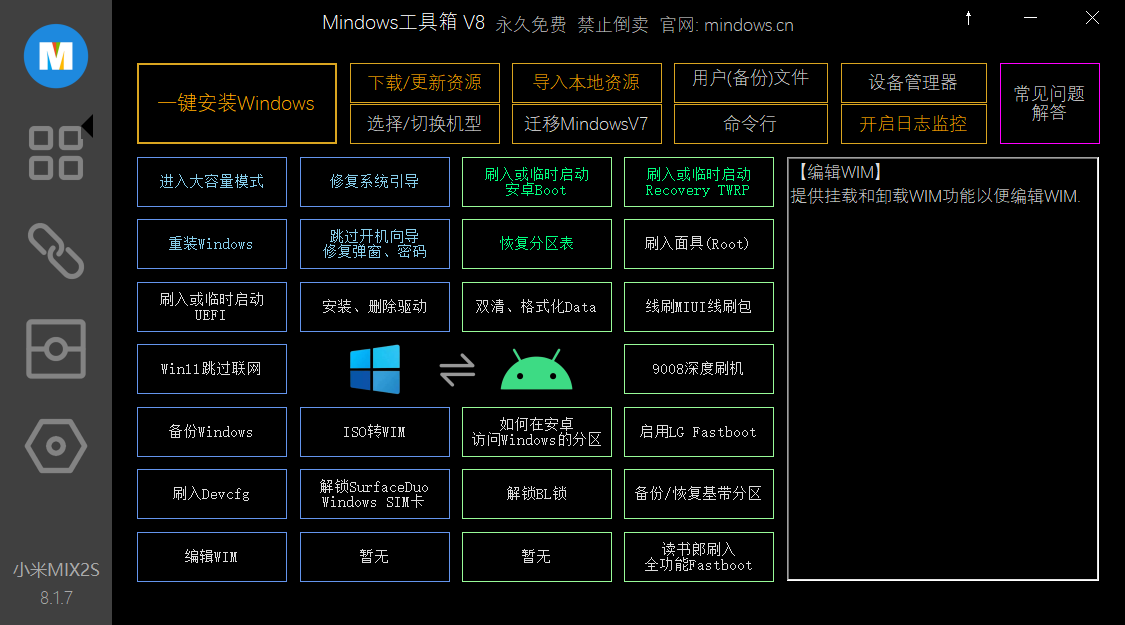 Mindows工具箱 V8 永久免费 禁止倒卖 官网: mindows.cn
一键安装Windows
下载/更新资源
导入本地资源
用户(备份)文件
设备管理器
常见问题
解答
选择/切换机型
迁移MindowsV7
命令行
开启日志监控
进入大容量模式
修复系统引导
刷入或临时启动
安卓Boot
刷入或临时启动
Recovery TWRP
【编辑WIM】
提供挂载和卸载WIM功能以便编辑WIM.
重装Windows
跳过开机向导
修复弹窗、密码
恢复分区表
刷入面具(Root)
刷入或临时启动
UEFI
安装、删除驱动
双清、格式化Data
线刷MIUI线刷包
Win11跳过联网
9008深度刷机
备份Windows
ISO转WIM
如何在安卓
访问Windows的分区
启用LG Fastboot
刷入Devcfg
解锁SurfaceDuo
Windows SIM卡
解锁BL锁
备份/恢复基带分区
编辑WIM
暂无
暂无
读书郎刷入
全功能Fastboot
小米MIX2S
8.1.7